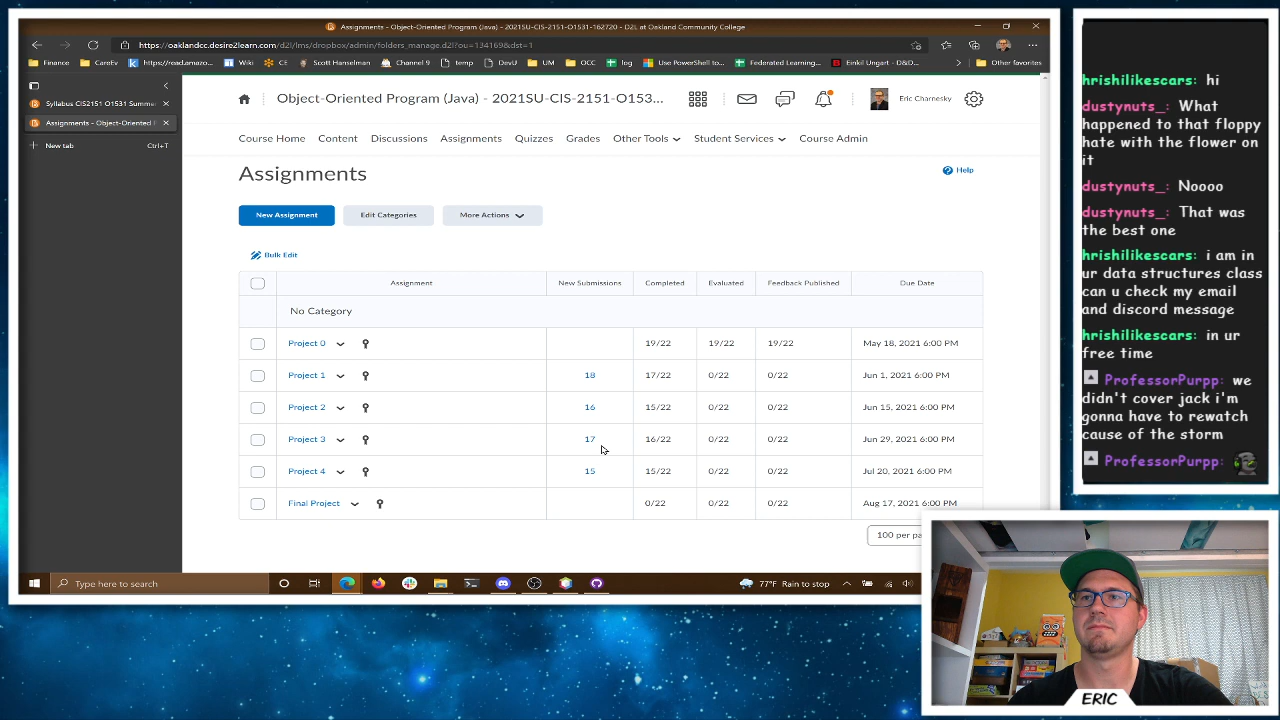 Assignments - Object-Oriented Program (Java) - 2021SU-CIS-2151-O1531-162720 - D2L at Oakland Community College
https://oaklandcc.desire2learn.com/d2l/lms/dropbox/admin/folders_manage.d2l?ou=134169&dst=1
Finance CareEv https://road.amazo... Wiki CE Scott Hanselman Channel 9 temp DevU UM OCC log Use PowerShell to... Federated Learning... Einkil Ungart - D&D... Other favorites
Syllabus CIS2151 O1531 Summe
Assignments - Object-Oriented P
New tab Ctrl+T
Object-Oriented Program (Java) - 2021SU-CIS-2151-O153...
Eric Charnesky
Course Home Content Discussions Assignments Quizzes Grades Other Tools Student Services Course Admin
Assignments
Help
New Assignment Edit Categories More Actions
Bulk Edit
Assignment New Submissions Completed Evaluated Feedback Published Due Date
No Category
Project 0 19/22 19/22 19/22 May 18, 2021 6:00 PM
Project 1 18 17/22 0/22 0/22 Jun 1, 2021 6:00 PM
Project 2 16 15/22 0/22 0/22 Jun 15, 2021 6:00 PM
Project 3 17 16/22 0/22 0/22 Jun 29, 2021 6:00 PM
Project 4 15 15/22 0/22 0/22 Jul 20, 2021 6:00 PM
Final Project 0/22 0/22 0/22 Aug 17, 2021 6:00 PM
100 per pa
Type here to search
77°F Rain to stop
hrishilikescars: hi
dustynuts_: What
happened to that floppy
hate with the flower on
it
dustynuts_: Noooo
dustynuts_: That was
the best one
hrishilikescars: i am in
ur data structures class
can u check my email
and discord message
hrishilikescars: in ur
free time
ProfessorPurpp: we
didn't cover jack i'm
gonna have to rewatch
cause of the storm
ProfessorPurpp:
ERIC